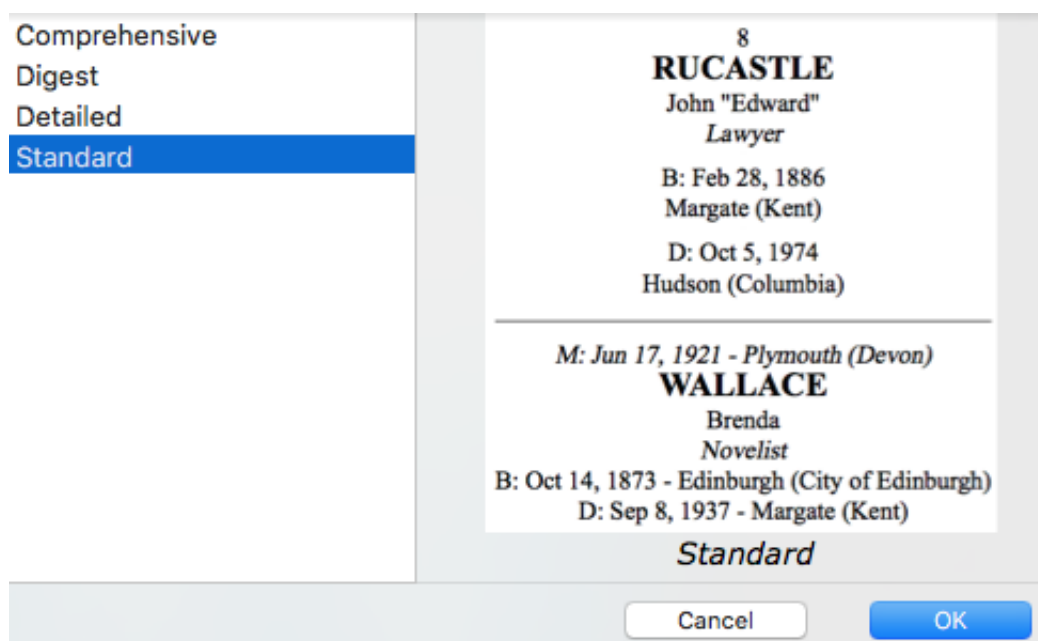 Comprehensive
Digest
Detailed
Standard
8
RUCASTLE
John "Edward"
Lawyer
B: Feb 28, 1886
Margate (Kent)
D: Oct 5, 1974
Hudson (Columbia)
M: Jun 17, 1921 - Plymouth (Devon)
WALLACE
Brenda
Novelist
B: Oct 14, 1873 - Edinburgh (City of Edinburgh)
D: Sep 8, 1937 - Margate (Kent)
Standard
Cancel
OK